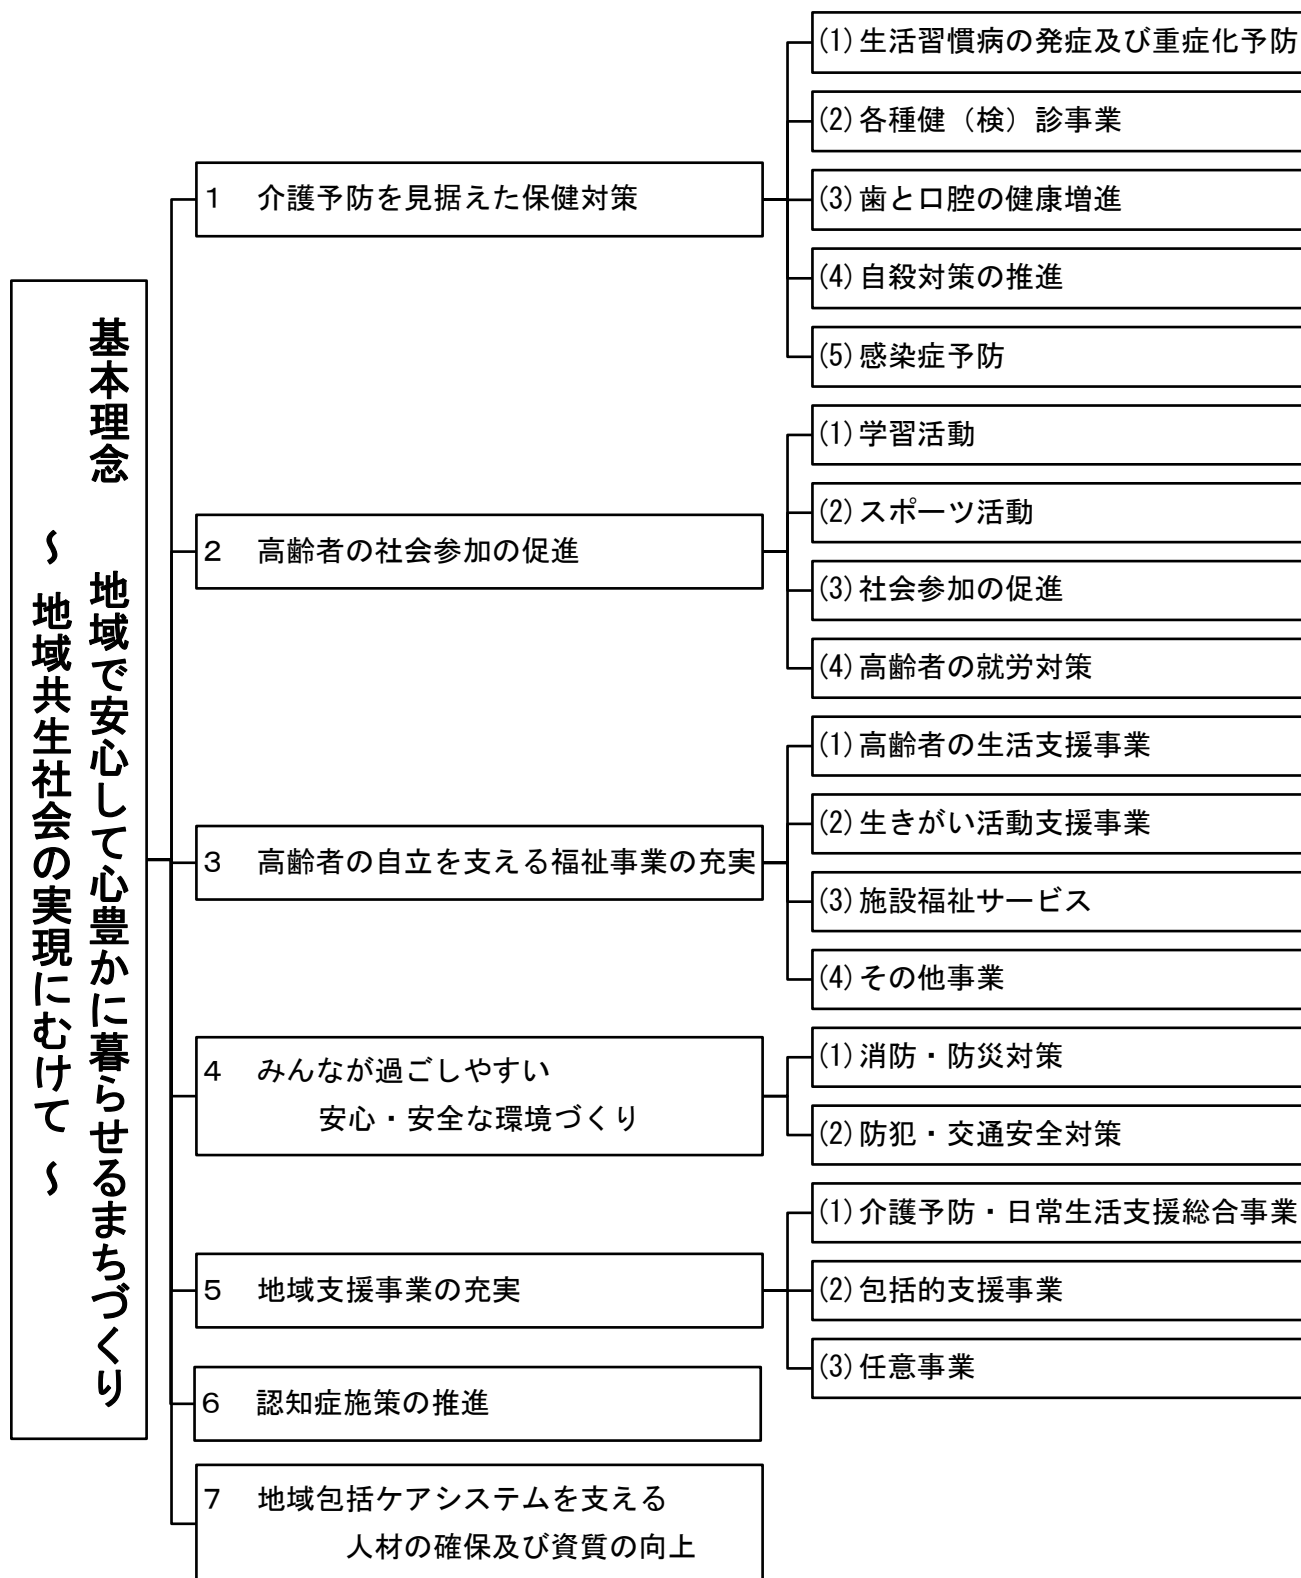 基本理念　地域で安心して心豊かに暮らせるまちづくり
～ 地域共生社会の実現にむけて ～
1　介護予防を見据えた保健対策
(1)生活習慣病の発症及び重症化予防
(2)各種健（検）診事業
(3)歯と口腔の健康増進
(4)自殺対策の推進
(5)感染症予防
2　高齢者の社会参加の促進
(1)学習活動
(2)スポーツ活動
(3)社会参加の促進
(4)高齢者の就労対策
3　高齢者の自立を支える福祉事業の充実
(1)高齢者の生活支援事業
(2)生きがい活動支援事業
(3)施設福祉サービス
(4)その他事業
4　みんなが過ごしやすい
安心・安全な環境づくり
(1)消防・防災対策
(2)防犯・交通安全対策
5　地域支援事業の充実
(1)介護予防・日常生活支援総合事業
(2)包括的支援事業
(3)任意事業
6　認知症施策の推進
7　地域包括ケアシステムを支える
人材の確保及び資質の向上